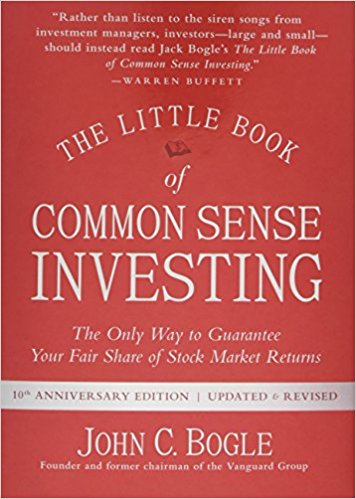 "Rather than listen to the siren songs from
investment managers, investors—large and small—
should instead read Jack Bogle's The Little Book
of Common Sense Investing."
—WARREN BUFFETT
THE LITTLE BOOK
of
COMMON SENSE
INVESTING
The Only Way to Guarantee
Your Fair Share of Stock Market Returns
10th ANNIVERSARY EDITION | UPDATED & REVISED
JOHN C. BOGLE
Founder and former chairman of the Vanguard Group